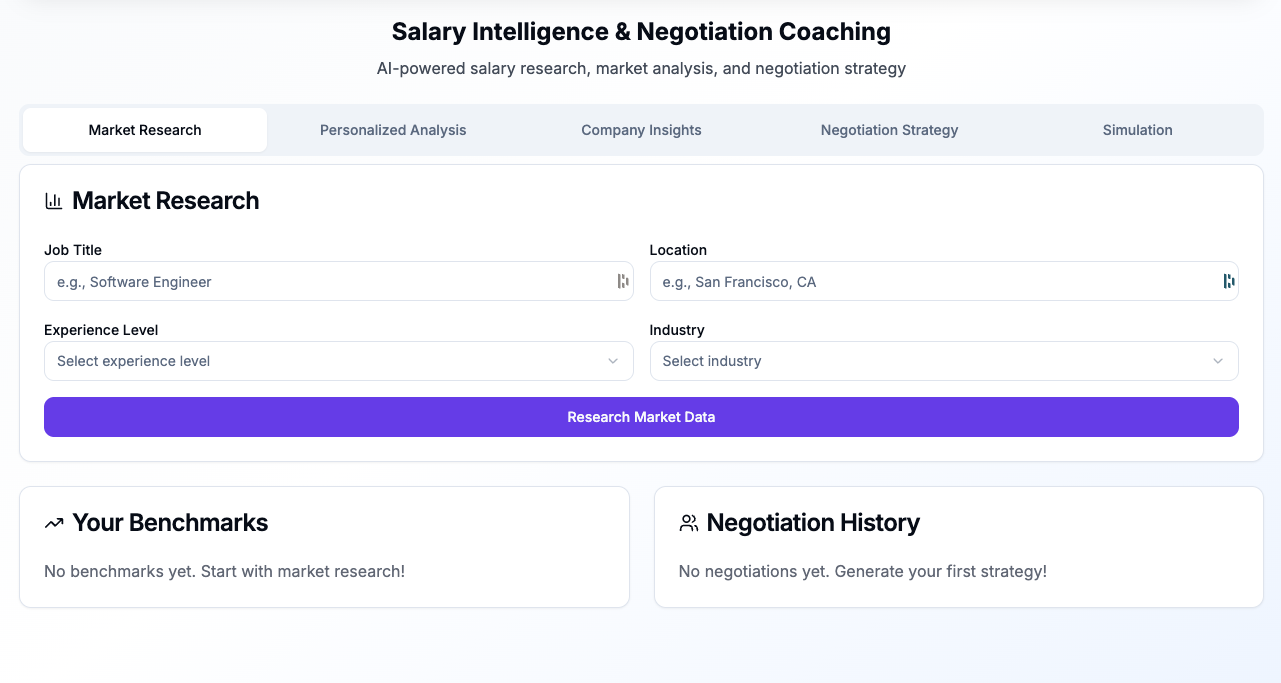 Salary Intelligence & Negotiation Coaching
AI-powered salary research, market analysis, and negotiation strategy
Market Research
Personalized Analysis
Company Insights
Negotiation Strategy
Simulation
Market Research
Job Title
e.g., Software Engineer
Location
e.g., San Francisco, CA
Experience Level
Select experience level
Industry
Select industry
Research Market Data
Your Benchmarks
No benchmarks yet. Start with market research!
Negotiation History
No negotiations yet. Generate your first strategy!